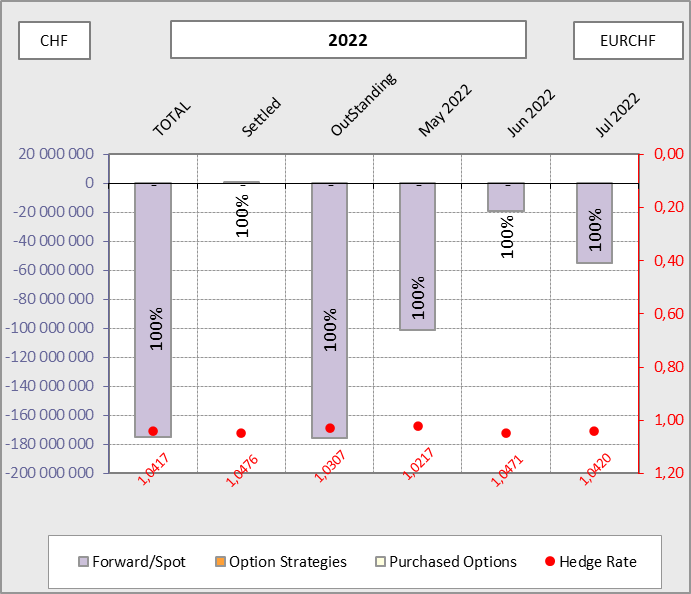 CHF
2022
EURCHF
TOTAL
Settled
OutStanding
May 2022
Jun 2022
Jul 2022
20 000 000
0
-20 000 000
-40 000 000
-60 000 000
-80 000 000
-100 000 000
-120 000 000
-140 000 000
-160 000 000
-180 000 000
-200 000 000
0,00
0,20
0,40
0,60
0,80
1,00
1,20
100%
100%
100%
100%
100%
100%
1,0417
1,0476
1,0307
1,0217
1,0471
1,0420
Forward/Spot
Option Strategies
Purchased Options
Hedge Rate